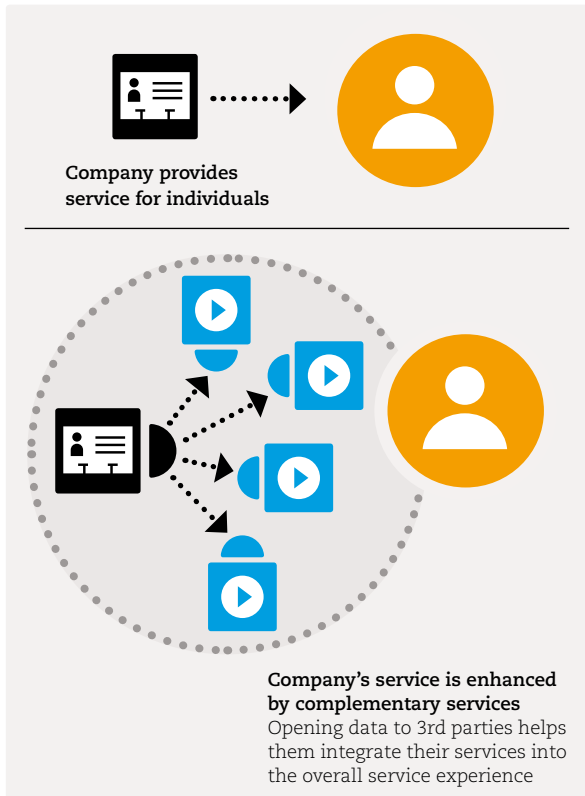 Company provides
service for individuals
Company’s service is enhanced
by complementary services
Opening data to 3rd parties helps
them integrate their services into
the overall service experience